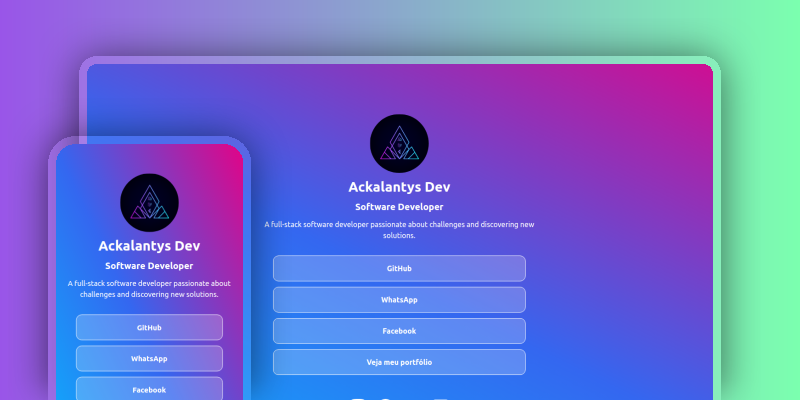 Ackalantys Dev
Software Developer
A full-stack software developer passionate about challenges and discovering new
solutions.
GitHub
WhatsApp
Facebook
Veja meu portfólio
Ackalantys Dev
Software Developer
A full-stack software developer passionate about
challenges and discovering new solutions.
GitHub
WhatsApp
Facebook